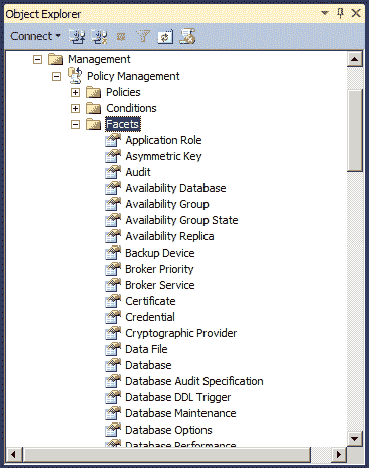 Object Explorer
Connect
Management
Policy Management
Policies
Conditions
Facets
Application Role
Asymmetric Key
Audit
Availability Database
Availability Group
Availability Group State
Availability Replica
Backup Device
Broker Priority
Broker Service
Certificate
Credential
Cryptographic Provider
Data File
Database
Database Audit Specification
Database DDL Trigger
Database Maintenance
Database Options
Database Performance